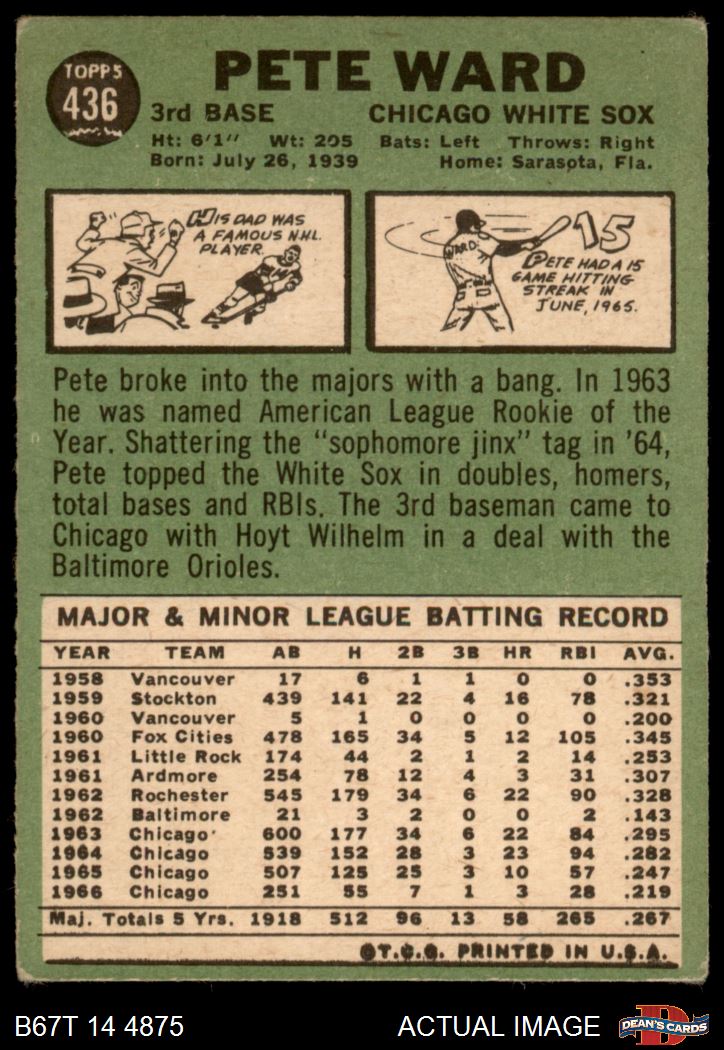 TOPPS
436
PETE WARD
3rd BASE CHICAGO WHITE SOX
Ht: 6'1" Wt: 205 Bats: Left Throws: Right
Born: July 26, 1939 Home: Sarasota, Fla.
HIS DAD WAS
A FAMOUS N.H.L.
PLAYER.
WARD
15
PETE HAD A 15
GAME HITTING
STREAK IN
JUNE, 1965.
Pete broke into the majors with a bang. In 1963
he was named American League Rookie of the
Year. Shattering the "sophomore jinx" tag in '64,
Pete topped the White Sox in doubles, homers,
total bases and RBIs. The 3rd baseman came to
Chicago with Hoyt Wilhelm in a deal with the
Baltimore Orioles.
MAJOR & MINOR LEAGUE BATTING RECORD
YEAR TEAM AB H 2B 3B HR RBI AVG.
1958 Vancouver 17 6 1 1 0 0 .353
1959 Stockton 439 141 22 4 16 78 .321
1960 Vancouver 5 1 0 0 0 0 .200
1960 Fox Cities 478 165 34 5 12 105 .345
1961 Little Rock 174 44 2 1 2 14 .253
1961 Ardmore 254 78 12 4 3 31 .307
1962 Rochester 545 179 34 6 22 90 .328
1962 Baltimore 21 3 2 0 0 2 .143
1963 Chicago 600 177 34 6 22 84 .295
1964 Chicago 539 152 28 3 23 94 .282
1965 Chicago 507 125 25 3 10 57 .247
1966 Chicago 251 55 7 1 3 28 .219
Maj. Totals 5 Yrs. 1918 512 96 13 58 265 .267
©T.C.G. PRINTED IN U.S.A.
B67T 14 4875 ACTUAL IMAGE
D
DEAN'S CARDS